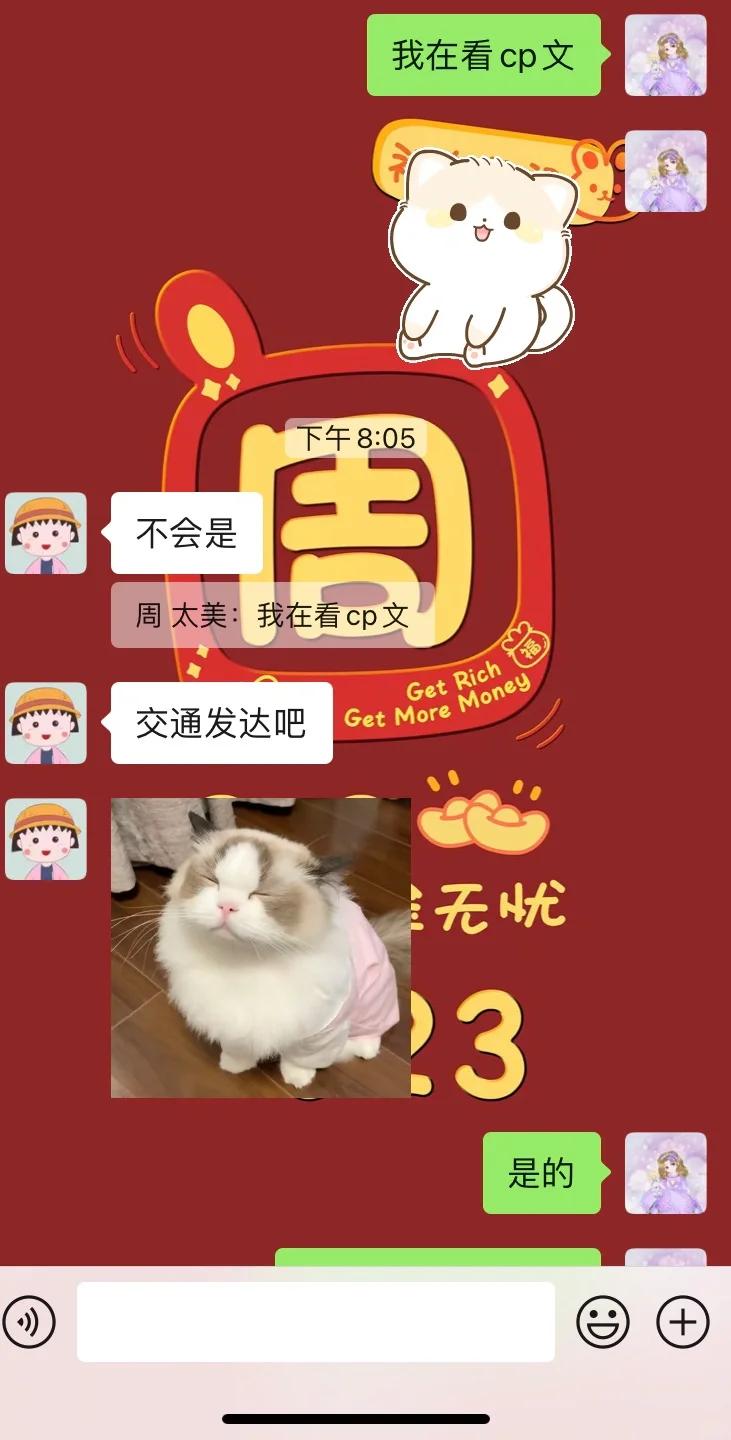 我在看cp文
下午8:05
周
不会是
周 太美：我在看cp文
福
Get Rich
Get More Money
交通发达吧
无忧
23
是的